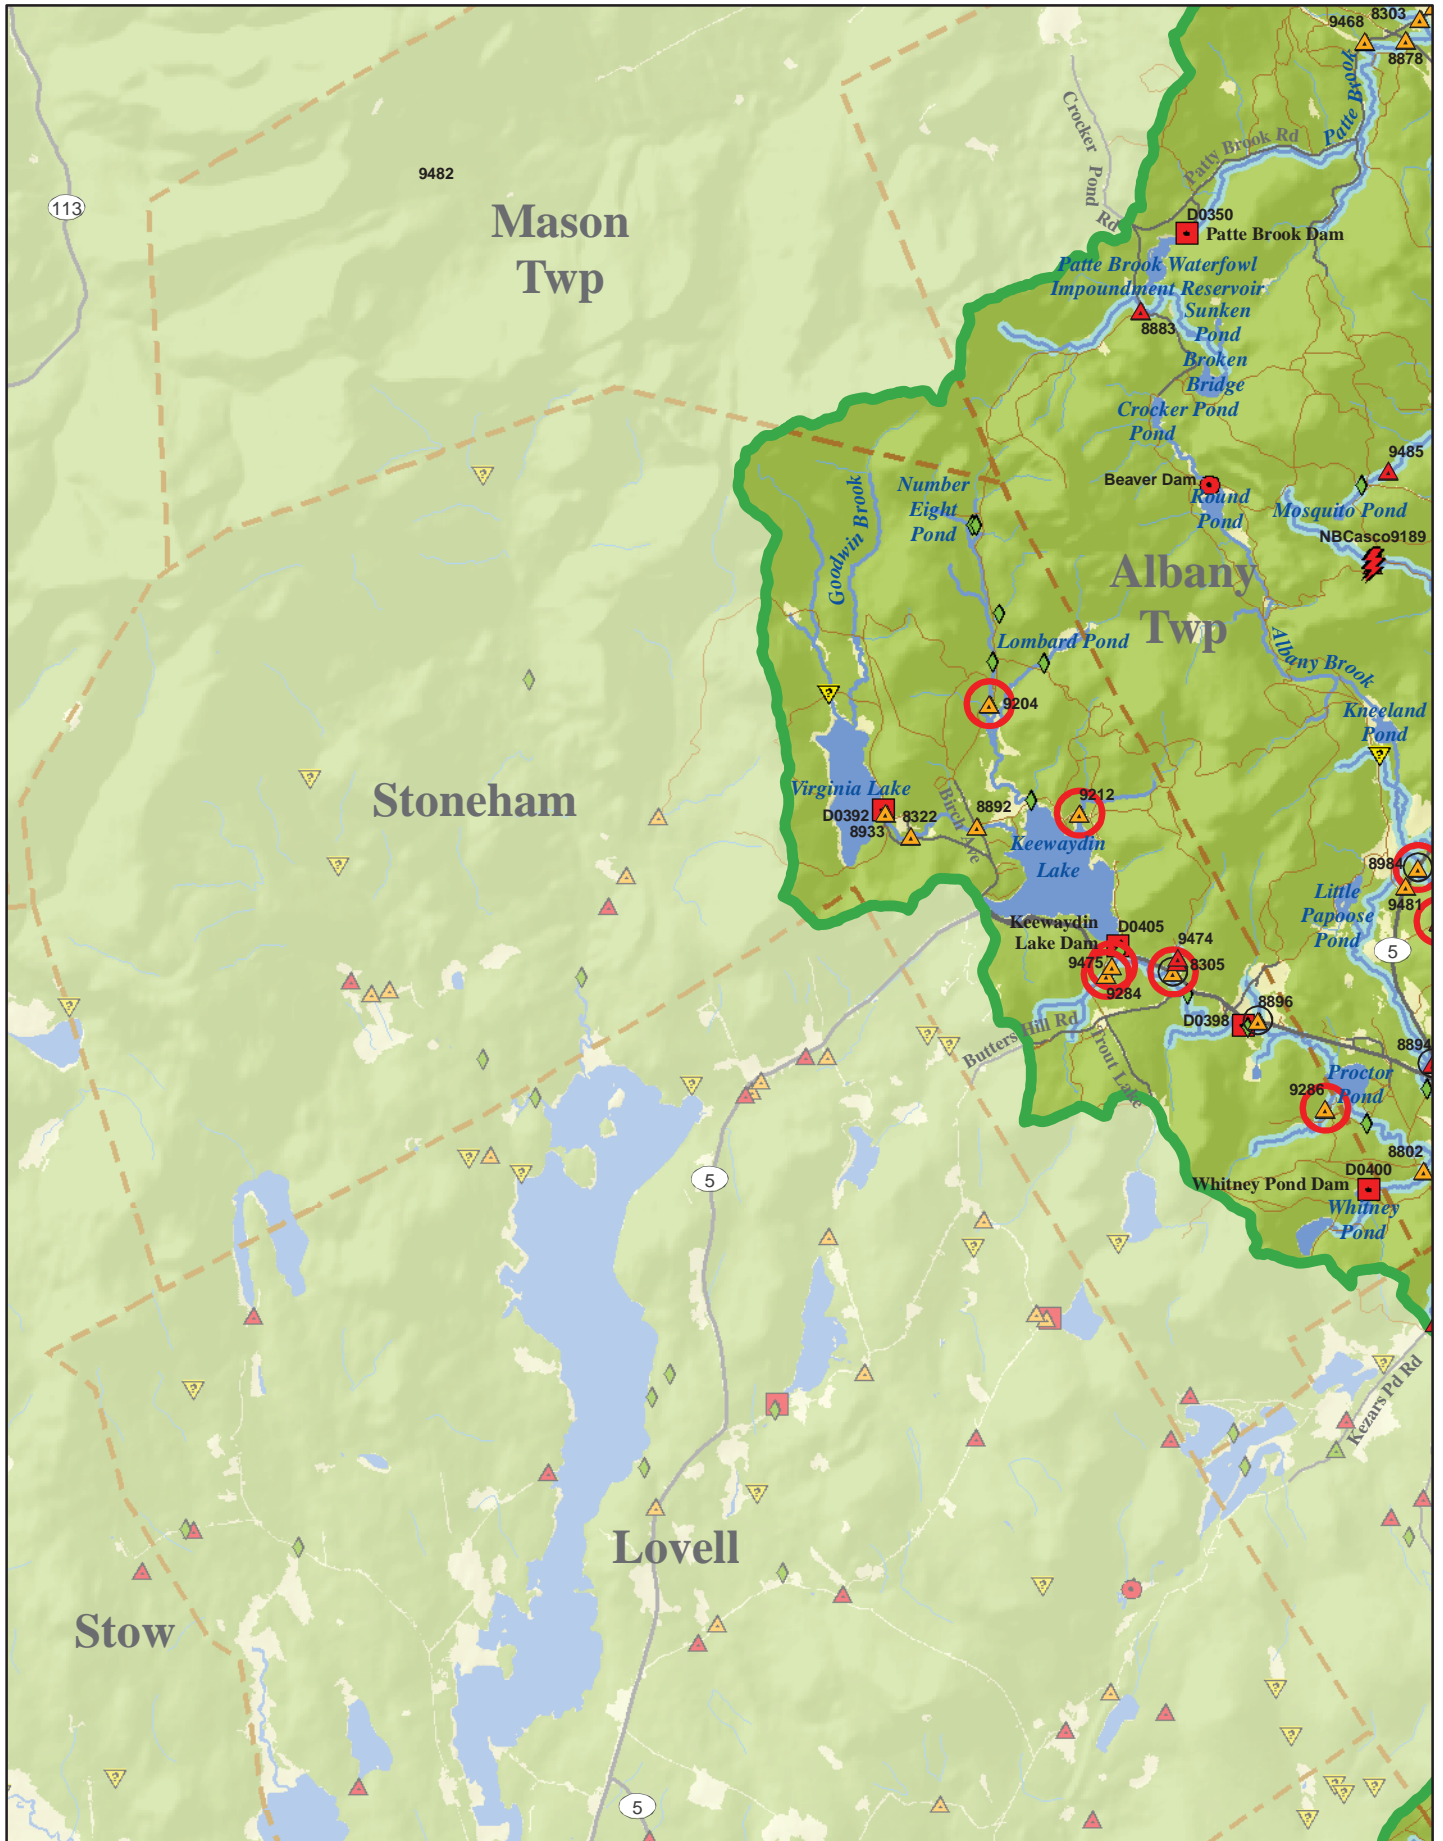 9468
8303
8878
Patte Brook
Crocker Pond Rd
Patty Brook Rd
9482
113
Mason
Twp
D0350
Patte Brook Dam
Patte Brook Waterfowl
Impoundment Reservoir
8883
Sunken
Pond
Broken
Bridge
Crocker Pond
Pond
9485
Beaver Dam
Round
Pond
Mosquito Pond
NBCasco9189
Number
Eight
Pond
Goodwin Brook
Albany
Twp
Lombard Pond
Albany Brook
9204
Kneeland
Pond
Stoneham
Virginia Lake
D0392
8933
8322
Birch Ave
8892
9212
Keewaydin
Lake
8984
9481
Little
Papoose
Pond
5
Keewaydin
Lake Dam
D0405
9474
9475
8305
9284
D0398
8896
Butters Hill Rd
Trout Lake
8894
Proctor
Pond
9286
8802
D0400
Whitney Pond Dam
Whitney
Pond
5
Kezars Pd Rd
Lovell
Stow
5